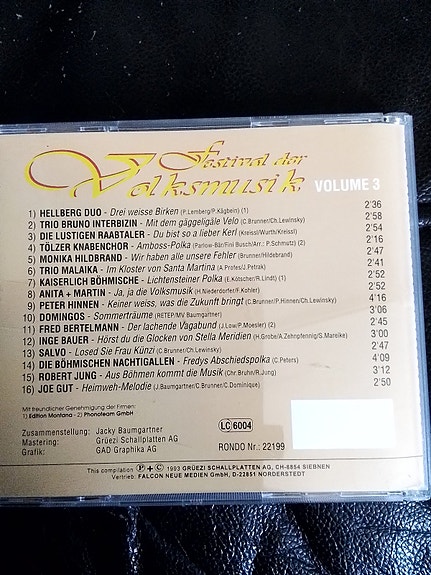 Festival der
Volksmusik VOLUME 3
1) HELLBERG DUO - Drei weisse Birken (P.Lemberg/P.Kägbein) (1) 2'36
2) TRIO BRUNO INTERBIZIN - Mit dem gäggeligäle Velo (C.Brunner/Ch.Lewinsky) 2'58
3) DIE LUSTIGEN RAABTALER - Du bist so a lieber Kerl (Kreissl/Wurth/Kreissl) 2'54
4) TÖLZER KNABENCHOR - Amboss-Polka (Parlow-Bär/Fini Busch/Arr.: P.Schmutz) (2) 2'16
5) MONIKA HILDBRAND - Wir haben alle unsere Fehler (Brunner/Hildebrand) 2'47
6) TRIO MALAIKA - Im Kloster von Santa Martina (A.Protes/J.Petrak) 2'41
7) KAISERLICH BÖHMISCHE - Lichtensteiner Polka (E.Kötscher/R.Lindt) (1) 2'52
8) ANITA + MARTIN - Ja, ja die Volksmusik (H.Niederdorfer/F.Kohler) 2'52
9) PETER HINNEN - Keiner weiss, was die Zukunft bringt! (C.Brunner/P.Hinnen/Ch.Lewinsky) 4'16
10) DOMINGOS - Sommerträume (RETEP/MV Baumgartner) 3'06
11) FRED BERTELMANN - Der lachende Vagabund (J.Low/P.Moesler) (2) 2'45
12) INGE BAUER - Hörst du die Glocken von Stella Meridien (H.Grobe/A.Zehnpfennig/S.Mareike) 3'00
13) SALVO - Losed Sie Frau Künzi (C.Brunner/Ch.Lewinsky) 2'47
14) DIE BÖHMISCHEN NACHTIGALLEN - Fredys Abschiedspolka (C.Peters) 4'09
15) ROBERT JUNG - Aus Böhmen kommt die Musik (Chr.Bruhn/R.Jung) 3'12
16) JOE GUT - Heimweh-Melodie (J.Baumgartner/C.Brunner/C.Dominique) 2'50
Mit freundlicher Genehmigung der Firmen:
1) Edition Montana - 2) Phonoteam GmbH
Zusammenstellung: Jacky Baumgartner
Mastering: Grüezi Schallplatten AG
Grafik: GAD Graphika AG
LC 6004
RONDO Nr.: 22199
This compilation Ⓟ + © 1993 GRÜEZI SCHALLPLATTEN AG, CH-8854 SIEBNEN
Vertrieb: FALCON NEUE MEDIEN GmbH, D-22851 NORDERSTEDT